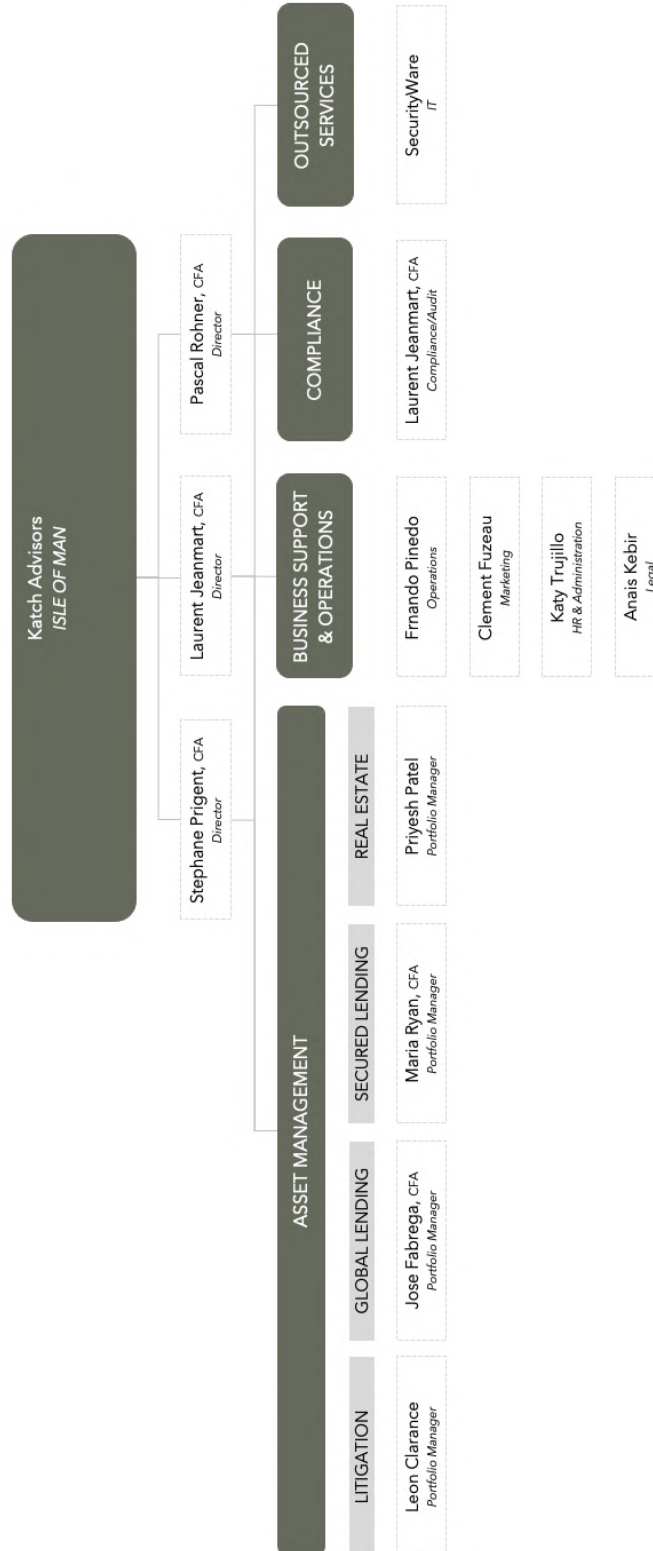 Katch Advisors
ISLE OF MAN
Stephane Prigent, CFA
Director
Laurent Jeanmart, CFA
Director
Pascal Rohner, CFA
Director
ASSET MANAGEMENT
BUSINESS SUPPORT
& OPERATIONS
COMPLIANCE
OUTSOURCED
SERVICES
LITIGATION
GLOBAL LENDING
SECURED LENDING
REAL ESTATE
Leon Clarance
Portfolio Manager
Jose Fabrega, CFA
Portfolio Manager
Maria Ryan, CFA
Portfolio Manager
Priyesh Patel
Portfolio Manager
Frnando Pinedo
Operations
Laurent Jeanmart, CFA
Compliance/Audit
SecurityWare
IT
Clement Fuzeau
Marketing
Katy Trujillo
HR & Administration
Anais Kebir
Legal